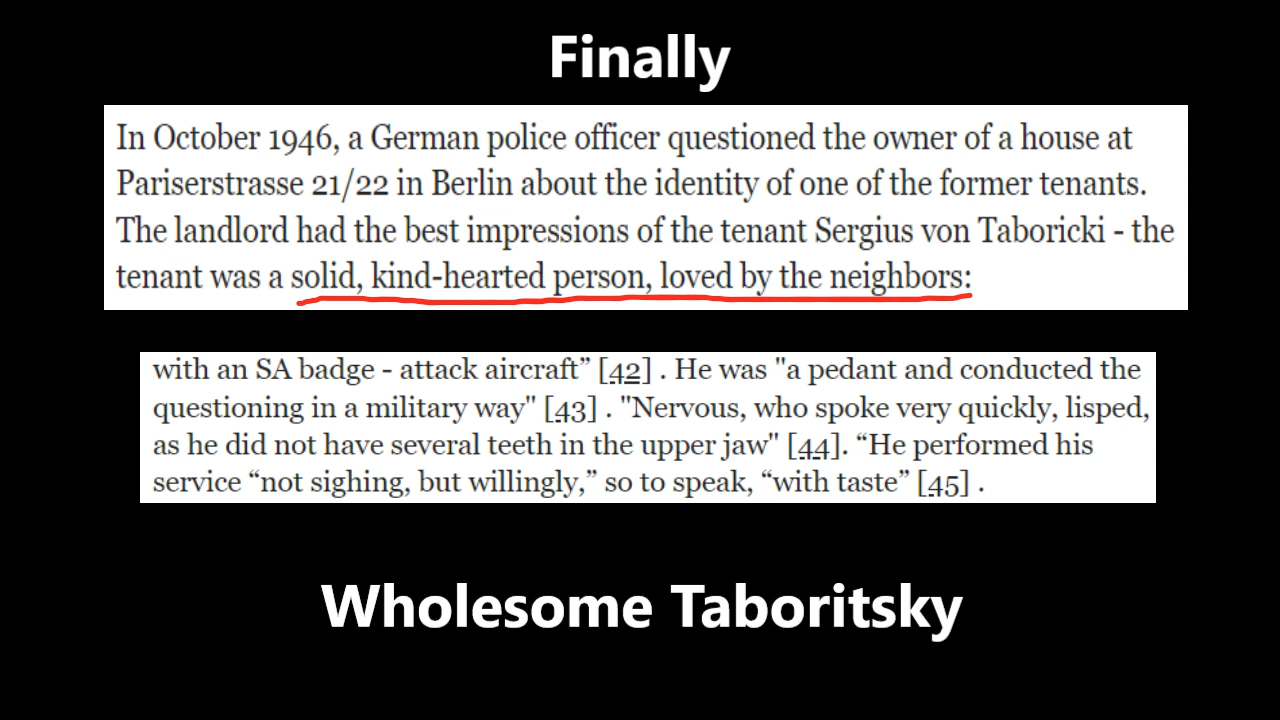 Finally
In October 1946, a German police officer questioned the owner of a house at
Pariserstrasse 21/22 in Berlin about the identity of one of the former tenants.
The landlord had the best impressions of the tenant Sergius von Taboricki - the
tenant was a solid, kind-hearted person, loved by the neighbors:
with an SA badge - attack aircraft” [42] . He was "a pedant and conducted the
questioning in a military way" [43] . "Nervous, who spoke very quickly, lisped,
as he did not have several teeth in the upper jaw" [44]. “He performed his
service “not sighing, but willingly,” so to speak, “with taste” [45] .
Wholesome Taboritsky